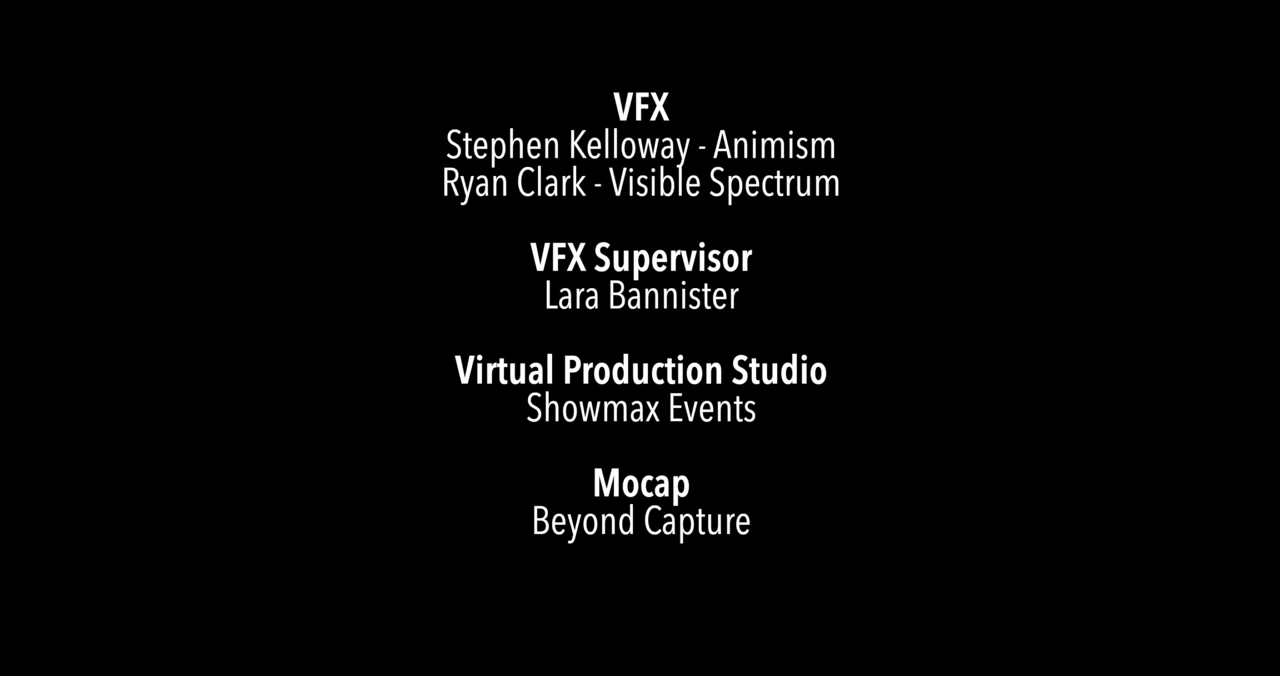 VFX
Stephen Kelloway - Animism
Ryan Clark - Visible Spectrum
VFX Supervisor
Lara Bannister
Virtual Production Studio
Showmax Events
Mocap
Beyond Capture